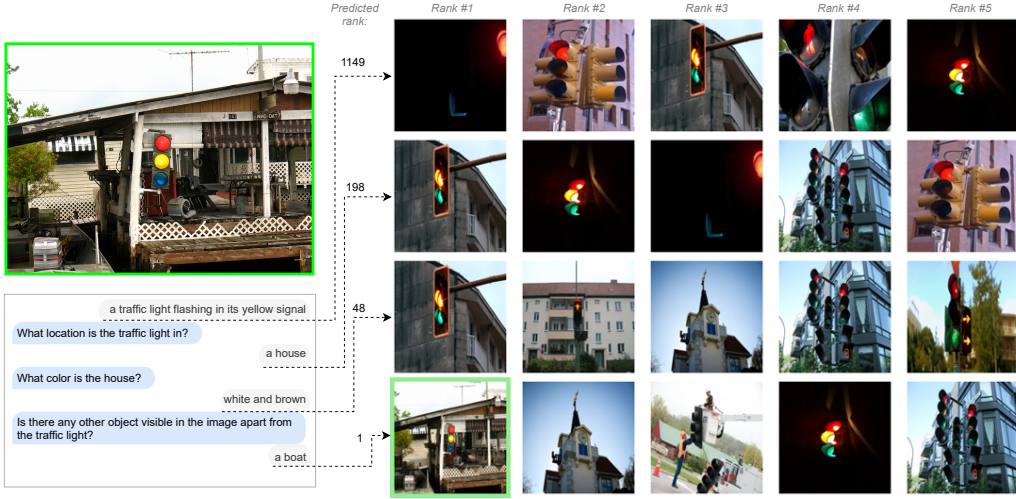 Predicted
rank:
Rank #1
Rank #2
Rank #3
Rank #4
Rank #5
1149
198
48
1
a traffic light flashing in its yellow signal
What location is the traffic light in?
a house
What color is the house?
white and brown
Is there any other object visible in the image apart from
the traffic light?
a boat